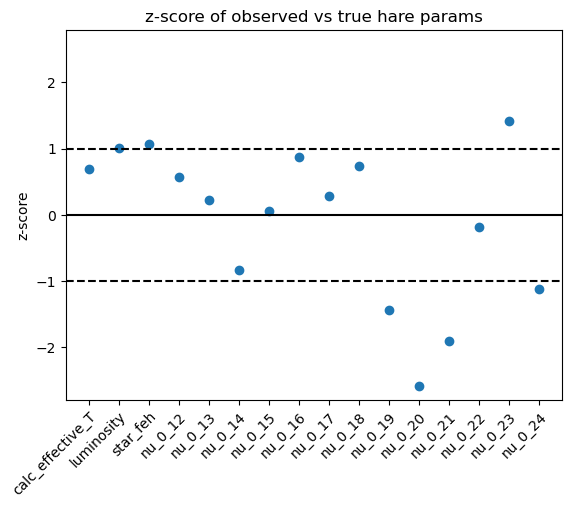 z-score of observed vs true hare params
z-score
2
1
0
−1
−2
calc_effective_T
luminosity
star_feh
nu_0_12
nu_0_13
nu_0_14
nu_0_15
nu_0_16
nu_0_17
nu_0_18
nu_0_19
nu_0_20
nu_0_21
nu_0_22
nu_0_23
nu_0_24